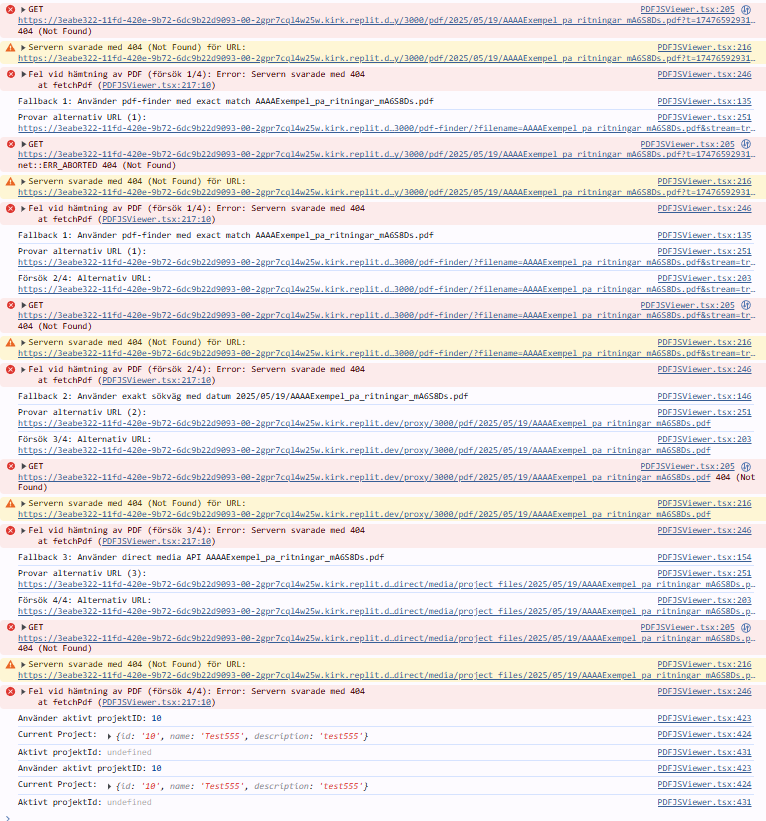 GET PDFJSViewer.tsx:205
https://3eabe322-11fd-420e-9b72-6dc9b22d9093-00-2gpr7cql4w25w.kirk.replit.d…y/3000/pdf/2025/05/19/AAAAExempel_pa_ritningar_mA6S8Ds.pdf?t=17476592931…
404 (Not Found)
Servern svarade med 404 (Not Found) för URL: PDFJSViewer.tsx:216
https://3eabe322-11fd-420e-9b72-6dc9b22d9093-00-2gpr7cql4w25w.kirk.replit.d…y/3000/pdf/2025/05/19/AAAAExempel_pa_ritningar_mA6S8Ds.pdf?t=17476592931…
Fel vid hämtning av PDF (försök 1/4): Error: Servern svarade med 404 PDFJSViewer.tsx:246
at fetchPdf (PDFJSViewer.tsx:217:10)
Fallback 1: Använder pdf-finder med exact match AAAAExempel_pa_ritningar_mA6S8Ds.pdf PDFJSViewer.tsx:135
Provar alternativ URL (1): PDFJSViewer.tsx:251
https://3eabe322-11fd-420e-9b72-6dc9b22d9093-00-2gpr7cql4w25w.kirk.replit.d…3000/pdf-finder/?filename=AAAAExempel_pa_ritningar_mA6S8Ds.pdf&stream=tr…
GET PDFJSViewer.tsx:205
https://3eabe322-11fd-420e-9b72-6dc9b22d9093-00-2gpr7cql4w25w.kirk.replit.d…y/3000/pdf/2025/05/19/AAAAExempel_pa_ritningar_mA6S8Ds.pdf?t=17476592931…
net::ERR_ABORTED 404 (Not Found)
Servern svarade med 404 (Not Found) för URL: PDFJSViewer.tsx:216
https://3eabe322-11fd-420e-9b72-6dc9b22d9093-00-2gpr7cql4w25w.kirk.replit.d…y/3000/pdf/2025/05/19/AAAAExempel_pa_ritningar_mA6S8Ds.pdf?t=17476592931…
Fel vid hämtning av PDF (försök 1/4): Error: Servern svarade med 404 PDFJSViewer.tsx:246
at fetchPdf (PDFJSViewer.tsx:217:10)
Fallback 1: Använder pdf-finder med exact match AAAAExempel_pa_ritningar_mA6S8Ds.pdf PDFJSViewer.tsx:135
Provar alternativ URL (1): PDFJSViewer.tsx:251
https://3eabe322-11fd-420e-9b72-6dc9b22d9093-00-2gpr7cql4w25w.kirk.replit.d…3000/pdf-finder/?filename=AAAAExempel_pa_ritningar_mA6S8Ds.pdf&stream=tr…
Försök 2/4: Alternativ URL: PDFJSViewer.tsx:203
https://3eabe322-11fd-420e-9b72-6dc9b22d9093-00-2gpr7cql4w25w.kirk.replit.d…3000/pdf-finder/?filename=AAAAExempel_pa_ritningar_mA6S8Ds.pdf&stream=tr…
GET PDFJSViewer.tsx:205
https://3eabe322-11fd-420e-9b72-6dc9b22d9093-00-2gpr7cql4w25w.kirk.replit.d…3000/pdf-finder/?filename=AAAAExempel_pa_ritningar_mA6S8Ds.pdf&stream=tr…
404 (Not Found)
Servern svarade med 404 (Not Found) för URL: PDFJSViewer.tsx:216
https://3eabe322-11fd-420e-9b72-6dc9b22d9093-00-2gpr7cql4w25w.kirk.replit.d…3000/pdf-finder/?filename=AAAAExempel_pa_ritningar_mA6S8Ds.pdf&stream=tr…
Fel vid hämtning av PDF (försök 2/4): Error: Servern svarade med 404 PDFJSViewer.tsx:246
at fetchPdf (PDFJSViewer.tsx:217:10)
Fallback 2: Använder exakt sökväg med datum 2025/05/19/AAAAExempel_pa_ritningar_mA6S8Ds.pdf PDFJSViewer.tsx:146
Provar alternativ URL (2): PDFJSViewer.tsx:251
https://3eabe322-11fd-420e-9b72-6dc9b22d9093-00-2gpr7cql4w25w.kirk.replit.dev/proxy/3000/pdf/2025/05/19/AAAAExempel_pa_ritningar_mA6S8Ds.pdf
Försök 3/4: Alternativ URL: PDFJSViewer.tsx:203
https://3eabe322-11fd-420e-9b72-6dc9b22d9093-00-2gpr7cql4w25w.kirk.replit.dev/proxy/3000/pdf/2025/05/19/AAAAExempel_pa_ritningar_mA6S8Ds.pdf
GET PDFJSViewer.tsx:205
https://3eabe322-11fd-420e-9b72-6dc9b22d9093-00-2gpr7cql4w25w.kirk.replit.dev/proxy/3000/pdf/2025/05/19/AAAAExempel_pa_ritningar_mA6S8Ds.pdf 404 (Not
Found)
Servern svarade med 404 (Not Found) för URL: PDFJSViewer.tsx:216
https://3eabe322-11fd-420e-9b72-6dc9b22d9093-00-2gpr7cql4w25w.kirk.replit.dev/proxy/3000/pdf/2025/05/19/AAAAExempel_pa_ritningar_mA6S8Ds.pdf
Fel vid hämtning av PDF (försök 3/4): Error: Servern svarade med 404 PDFJSViewer.tsx:246
at fetchPdf (PDFJSViewer.tsx:217:10)
Fallback 3: Använder direct media API AAAAExempel_pa_ritningar_mA6S8Ds.pdf PDFJSViewer.tsx:154
Provar alternativ URL (3): PDFJSViewer.tsx:251
https://3eabe322-11fd-420e-9b72-6dc9b22d9093-00-2gpr7cql4w25w.kirk.replit.d…direct/media/project_files/2025/05/19/AAAAExempel_pa_ritningar_mA6S8Ds.p…
Försök 4/4: Alternativ URL: PDFJSViewer.tsx:203
https://3eabe322-11fd-420e-9b72-6dc9b22d9093-00-2gpr7cql4w25w.kirk.replit.d…direct/media/project_files/2025/05/19/AAAAExempel_pa_ritningar_mA6S8Ds.p…
GET PDFJSViewer.tsx:205
https://3eabe322-11fd-420e-9b72-6dc9b22d9093-00-2gpr7cql4w25w.kirk.replit.d…direct/media/project_files/2025/05/19/AAAAExempel_pa_ritningar_mA6S8Ds.p…
404 (Not Found)
Servern svarade med 404 (Not Found) för URL: PDFJSViewer.tsx:216
https://3eabe322-11fd-420e-9b72-6dc9b22d9093-00-2gpr7cql4w25w.kirk.replit.d…direct/media/project_files/2025/05/19/AAAAExempel_pa_ritningar_mA6S8Ds.p…
Fel vid hämtning av PDF (försök 4/4): Error: Servern svarade med 404 PDFJSViewer.tsx:246
at fetchPdf (PDFJSViewer.tsx:217:10)
Använder aktivt projektID: 10 PDFJSViewer.tsx:423
Current Project: {id: '10', name: 'Test555', description: 'test555'} PDFJSViewer.tsx:424
Aktivt projektId: undefined PDFJSViewer.tsx:431
Använder aktivt projektID: 10 PDFJSViewer.tsx:423
Current Project: {id: '10', name: 'Test555', description: 'test555'} PDFJSViewer.tsx:424
Aktivt projektId: undefined PDFJSViewer.tsx:431